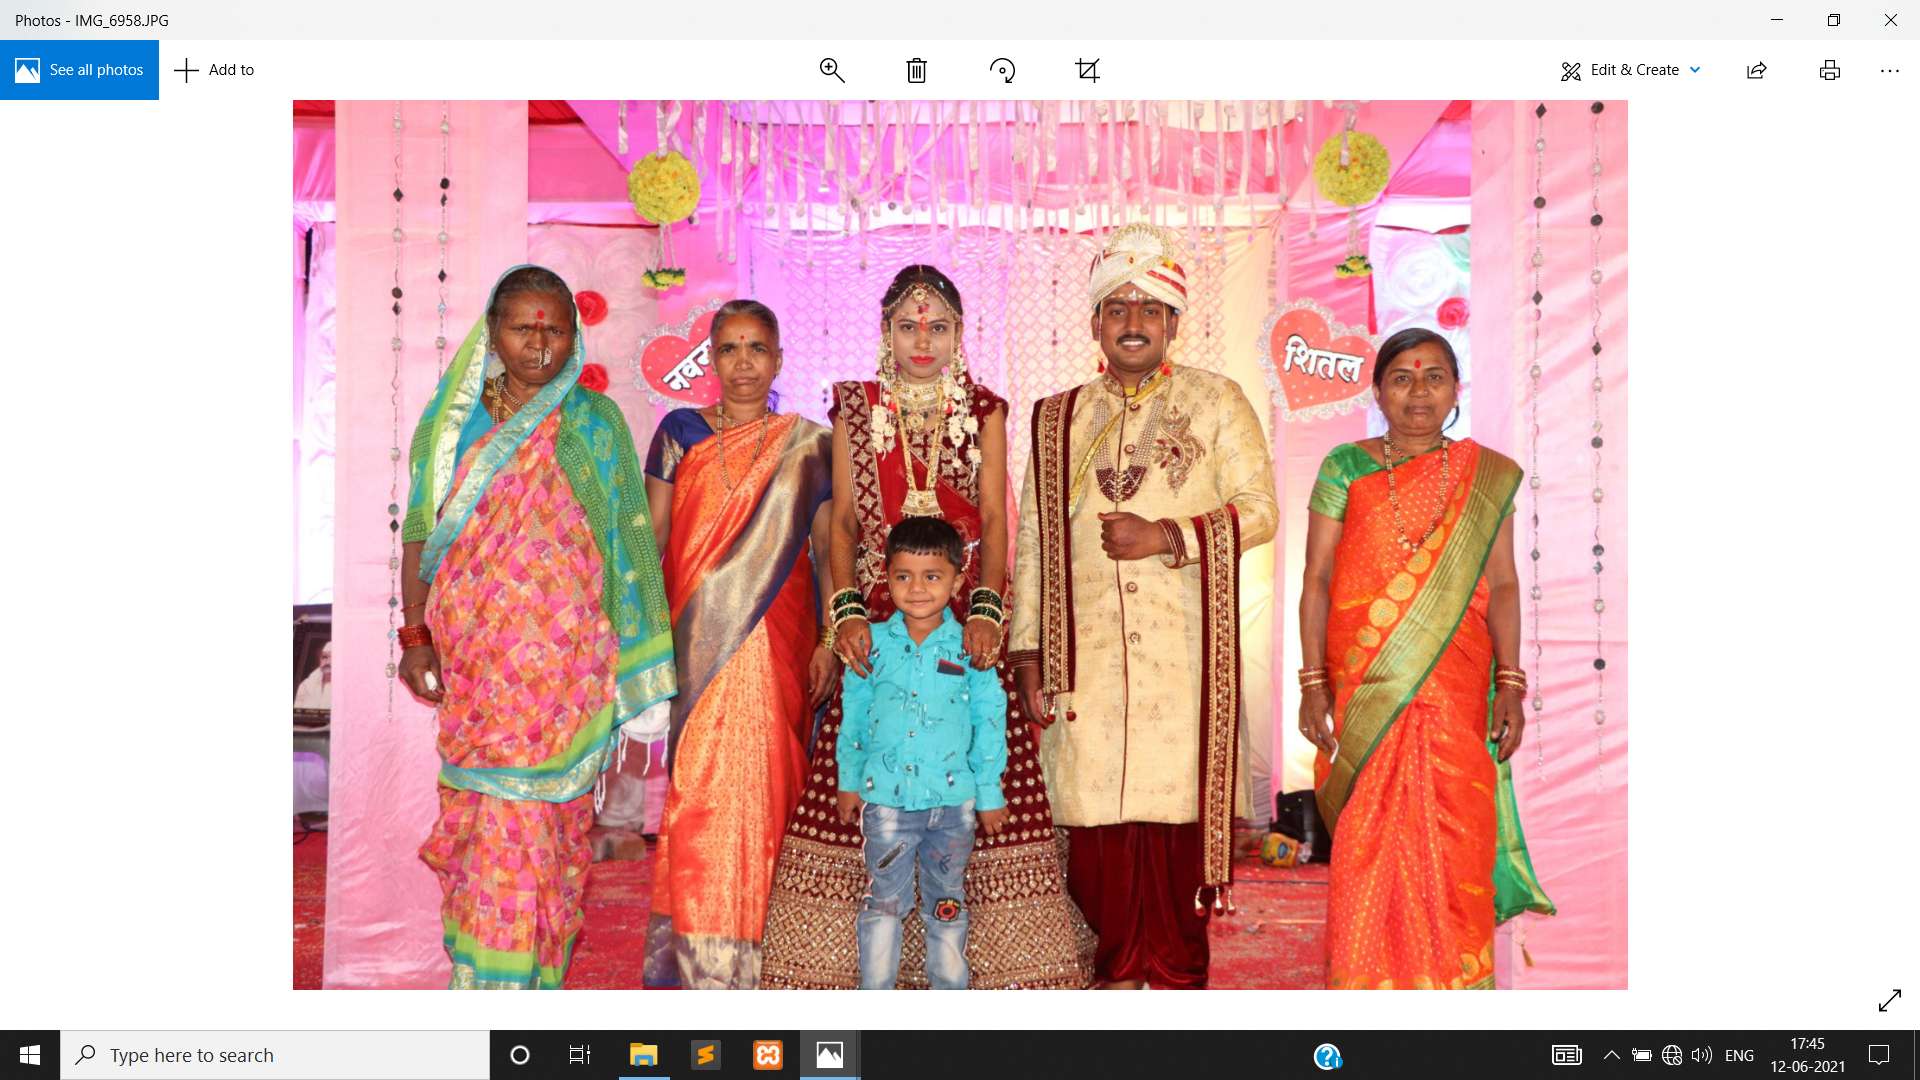 Photos - IMG_6958.JPG
See all photos
Add to
Edit & Create
शितल
Type here to search
ENG
17:45
12-06-2021